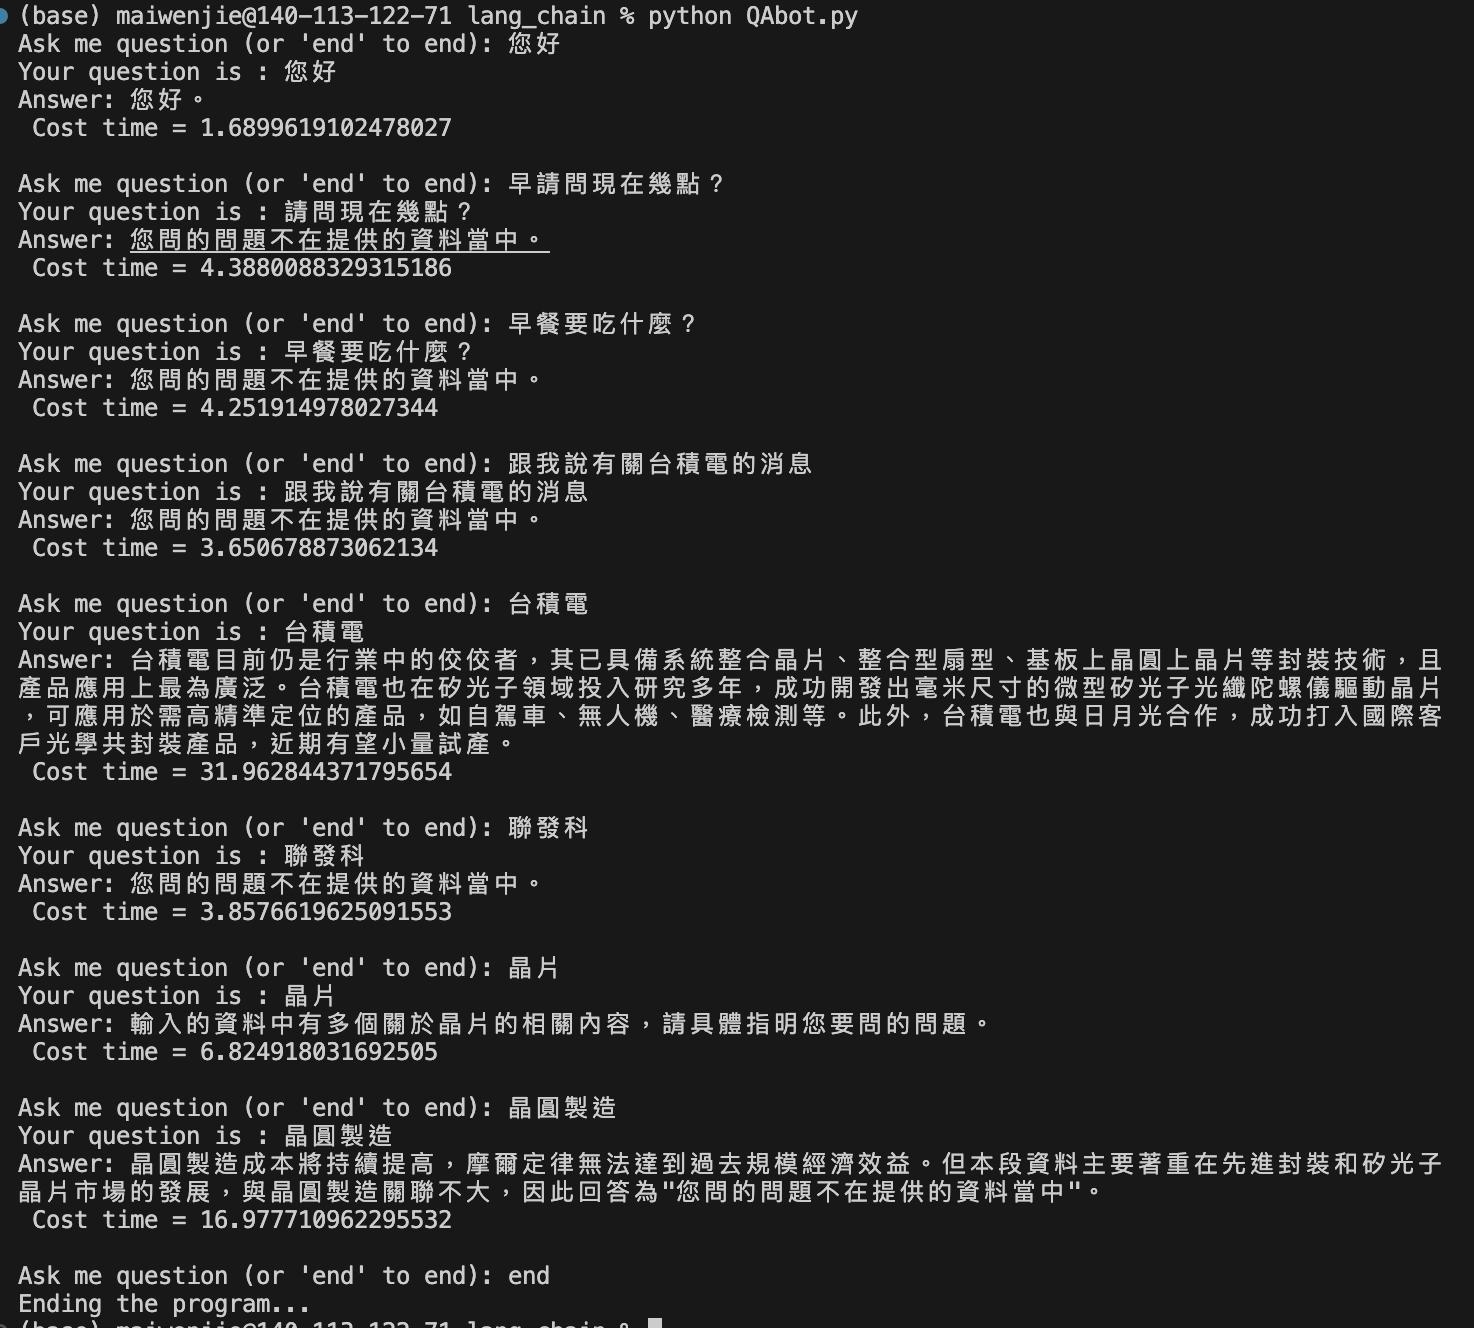 (base) maiwenjie@140-113-122-71 lang_chain % python QAbot.py
Ask me question (or 'end' to end): 您好
Your question is : 您好
Answer: 您好。
Cost time = 1.6899619102478027
Ask me question (or 'end' to end): 早請問現在幾點？
Your question is : 請問現在幾點？
Answer: 您問的問題不在提供的資料當中。
Cost time = 4.3880088329315186
Ask me question (or 'end' to end): 早餐要吃什麼？
Your question is : 早餐要吃什麼？
Answer: 您問的問題不在提供的資料當中。
Cost time = 4.251914978027344
Ask me question (or 'end' to end): 跟我說有關台積電的消息
Your question is : 跟我說有關台積電的消息
Answer: 您問的問題不在提供的資料當中。
Cost time = 3.650678873062134
Ask me question (or 'end' to end): 台積電
Your question is : 台積電
Answer: 台積電目前仍是行業中的佼佼者，其已具備系統整合晶片、整合型扇型、基板上晶圓上晶片等封裝技術，且
產品應用上最為廣泛。台積電也在矽光子領域投入研究多年，成功開發出毫米尺寸的微型矽光子光纖陀螺儀驅動晶片
，可應用於需高精準定位的產品，如自駕車、無人機、醫療檢測等。此外，台積電也與日月光合作，成功打入國際客
戶光學共封裝產品，近期有望小量試產。
Cost time = 31.962844371795654
Ask me question (or 'end' to end): 聯發科
Your question is : 聯發科
Answer: 您問的問題不在提供的資料當中。
Cost time = 3.8576619625091553
Ask me question (or 'end' to end): 晶片
Your question is : 晶片
Answer: 輸入的資料中有多個關於晶片的相關內容，請具體指明您要問的問題。
Cost time = 6.824918031692505
Ask me question (or 'end' to end): 晶圓製造
Your question is : 晶圓製造
Answer: 晶圓製造成本將持續提高，摩爾定律無法達到過去規模經濟效益。但本段資料主要著重在先進封裝和矽光子
晶片市場的發展，與晶圓製造關聯不大，因此回答為"您問的問題不在提供的資料當中"。
Cost time = 16.977710962295532
Ask me question (or 'end' to end): end
Ending the program...
(base) maiwenjie@140-113-122-71 lang_chain %